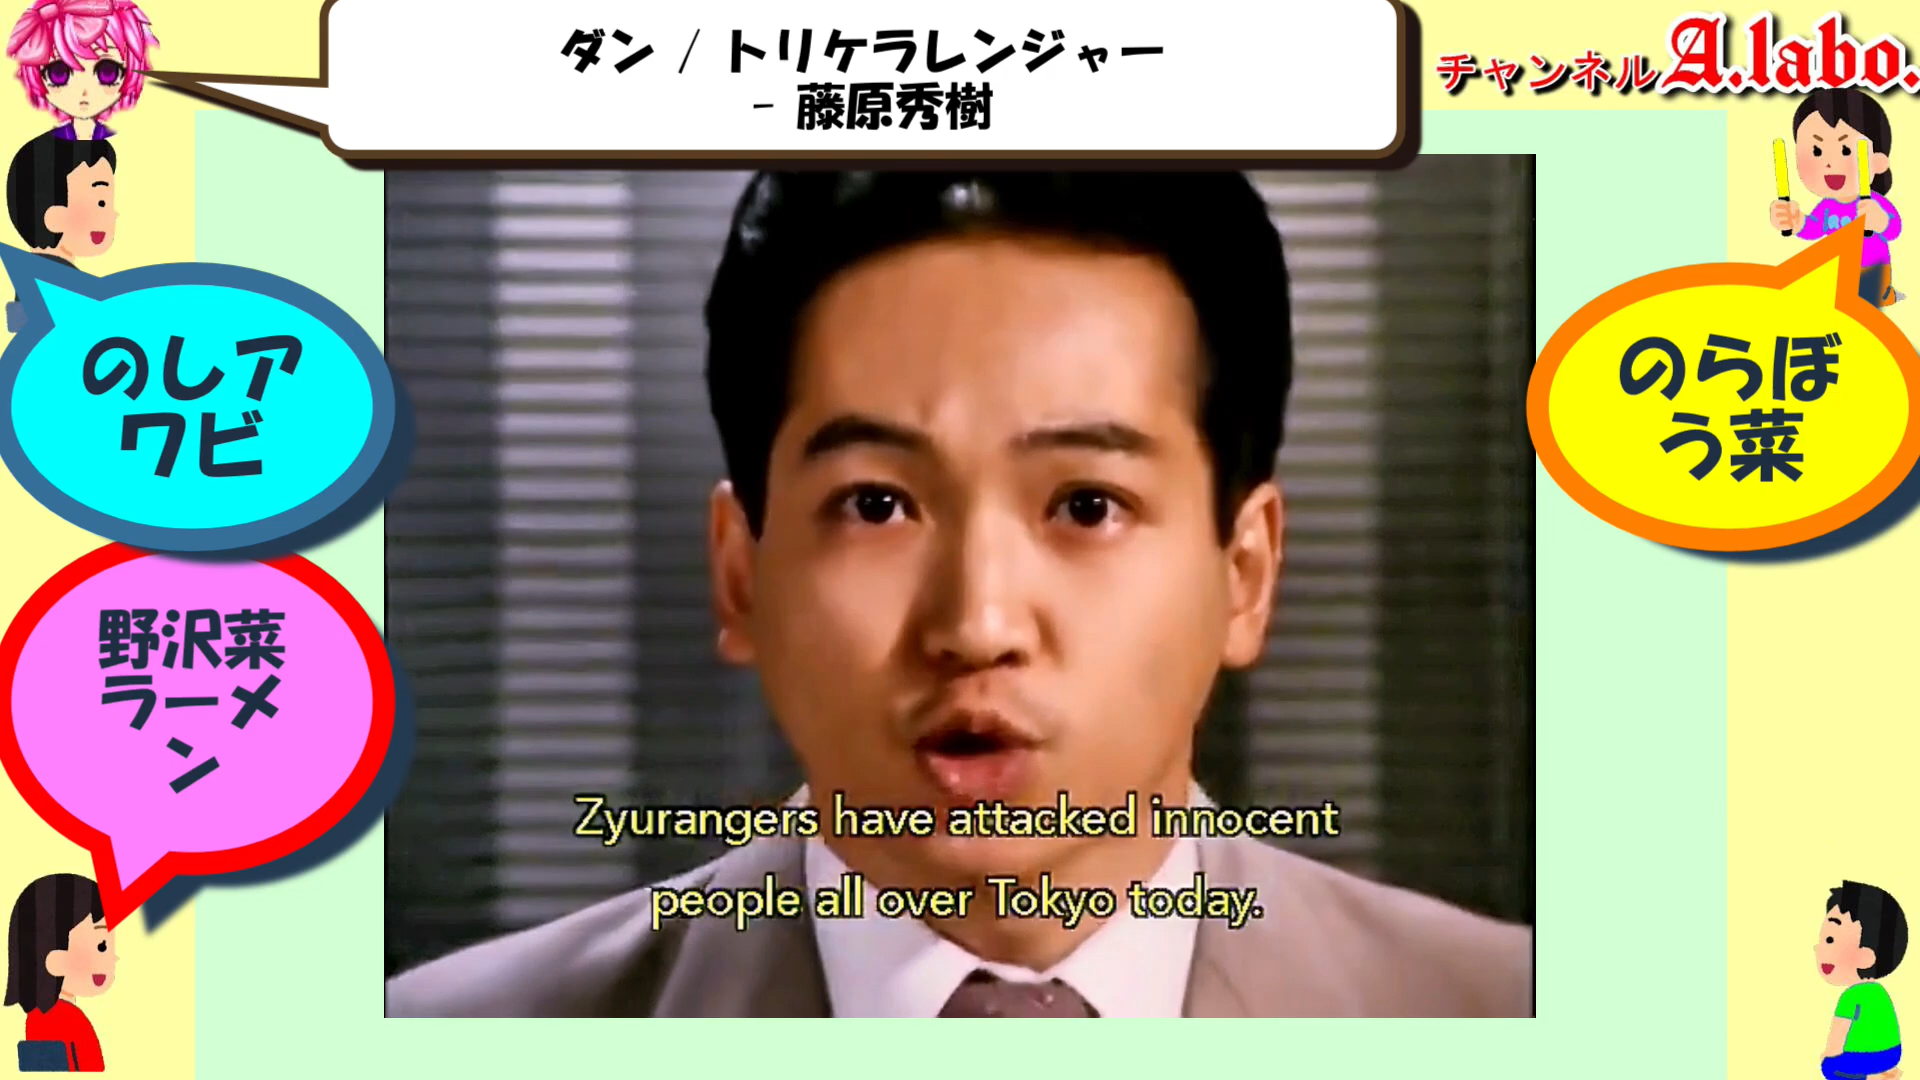 ダン / トリケラレンジャー
- 藤原秀樹
チャンネル A.labo.
のしア
ワビ
のらぼ
う菜
野沢菜
ラーメ
ン
Zyurangers have attacked innocent
people all over Tokyo today.